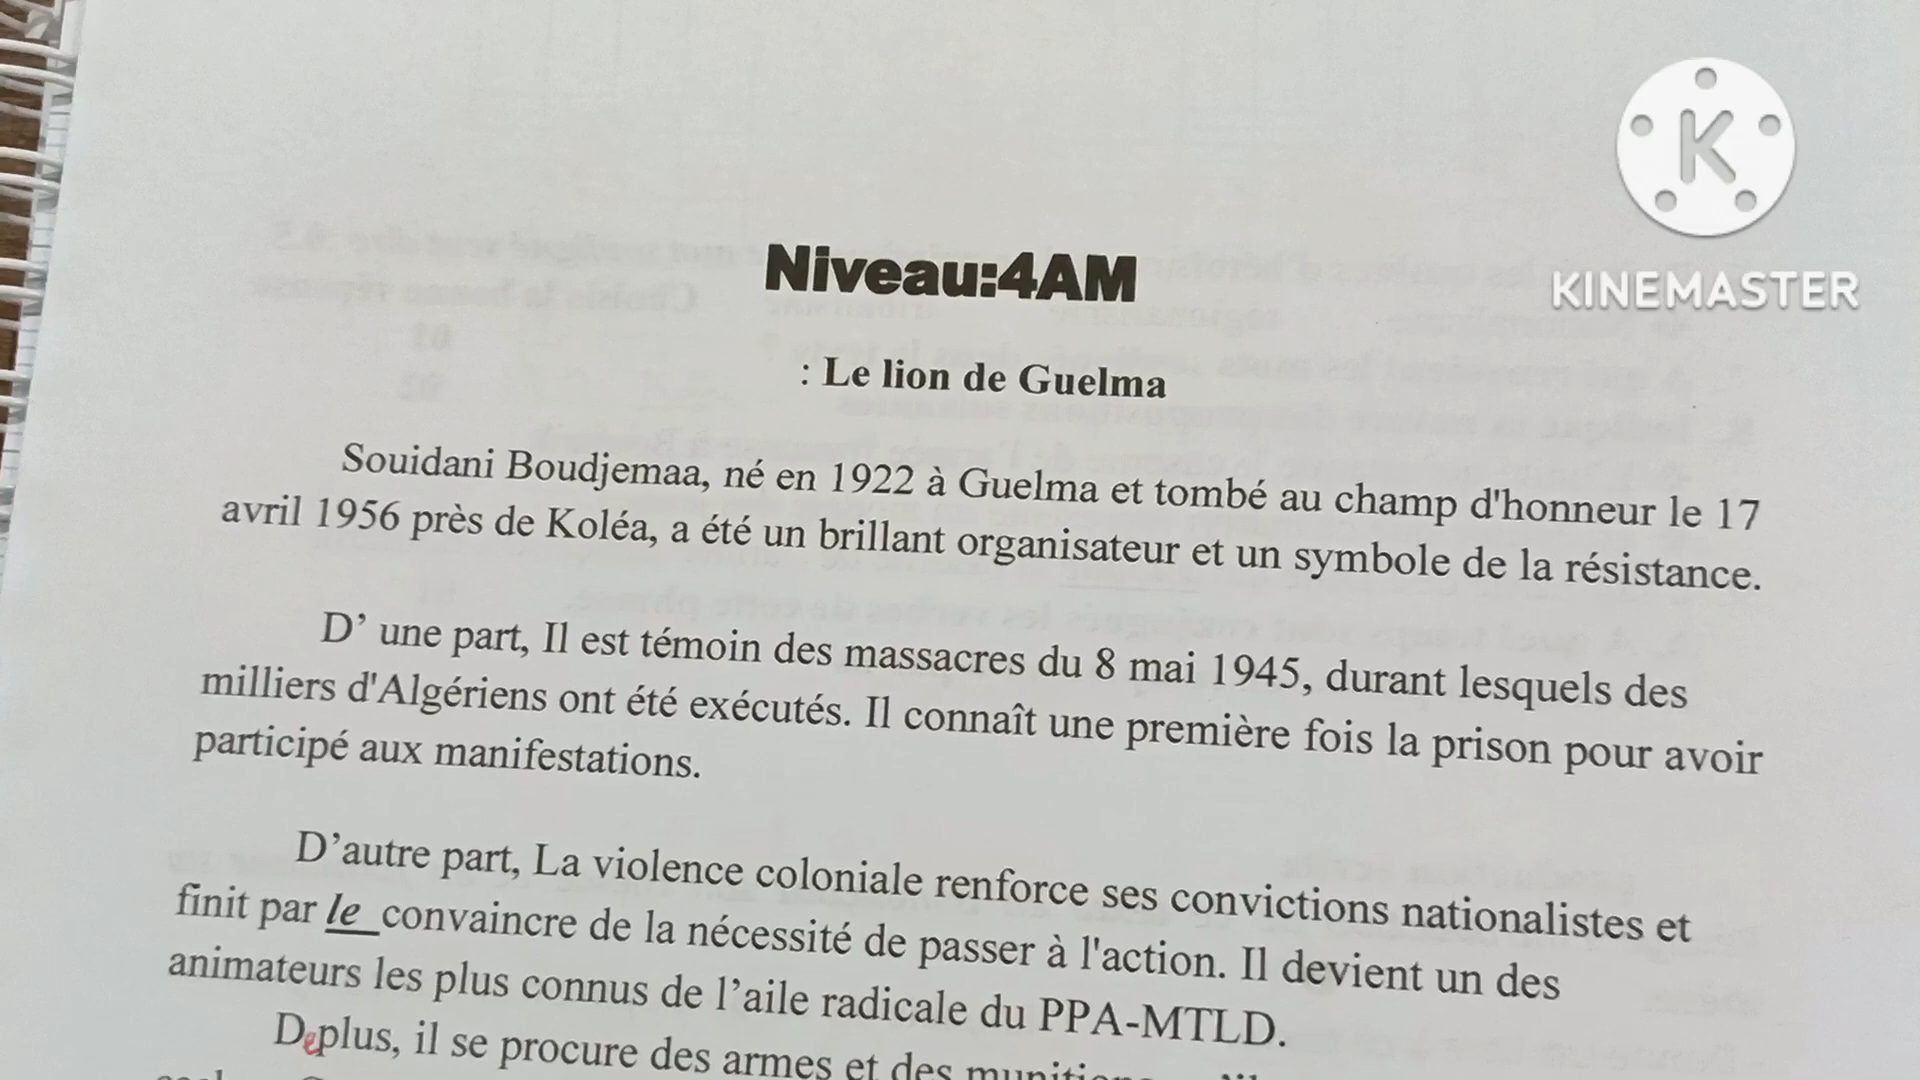 K
KINEMASTER
Niveau:4AM
: Le lion de Guelma
Souidani Boudjemaa, né en 1922 à Guelma et tombé au champ d'honneur le 17
avril 1956 près de Koléa, a été un brillant organisateur et un symbole de la résistance.
D’ une part, Il est témoin des massacres du 8 mai 1945, durant lesquels des
milliers d'Algériens ont été exécutés. Il connaît une première fois la prison pour avoir
participé aux manifestations.
D’autre part, La violence coloniale renforce ses convictions nationalistes et
finit par le convaincre de la nécessité de passer à l'action. Il devient un des
animateurs les plus connus de l’aile radicale du PPA-MTLD.
De plus, il se procure des armes et des munitions